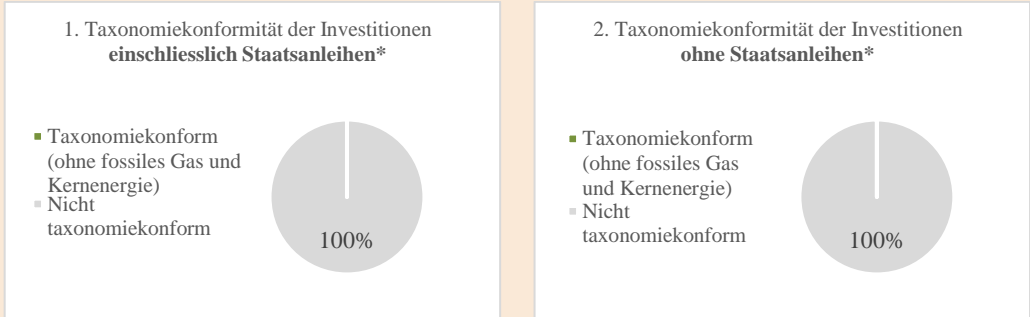 1. Taxonomiekonformität der Investitionen
einschliesslich Staatsanleihen*
Taxonomiekonform
(ohne fossiles Gas und
Kernenergie)
Nicht
taxonomiekonform
100%
2. Taxonomiekonformität der Investitionen
ohne Staatsanleihen*
Taxonomiekonform
(ohne fossiles Gas
und Kernenergie)
Nicht
taxonomiekonform
100%